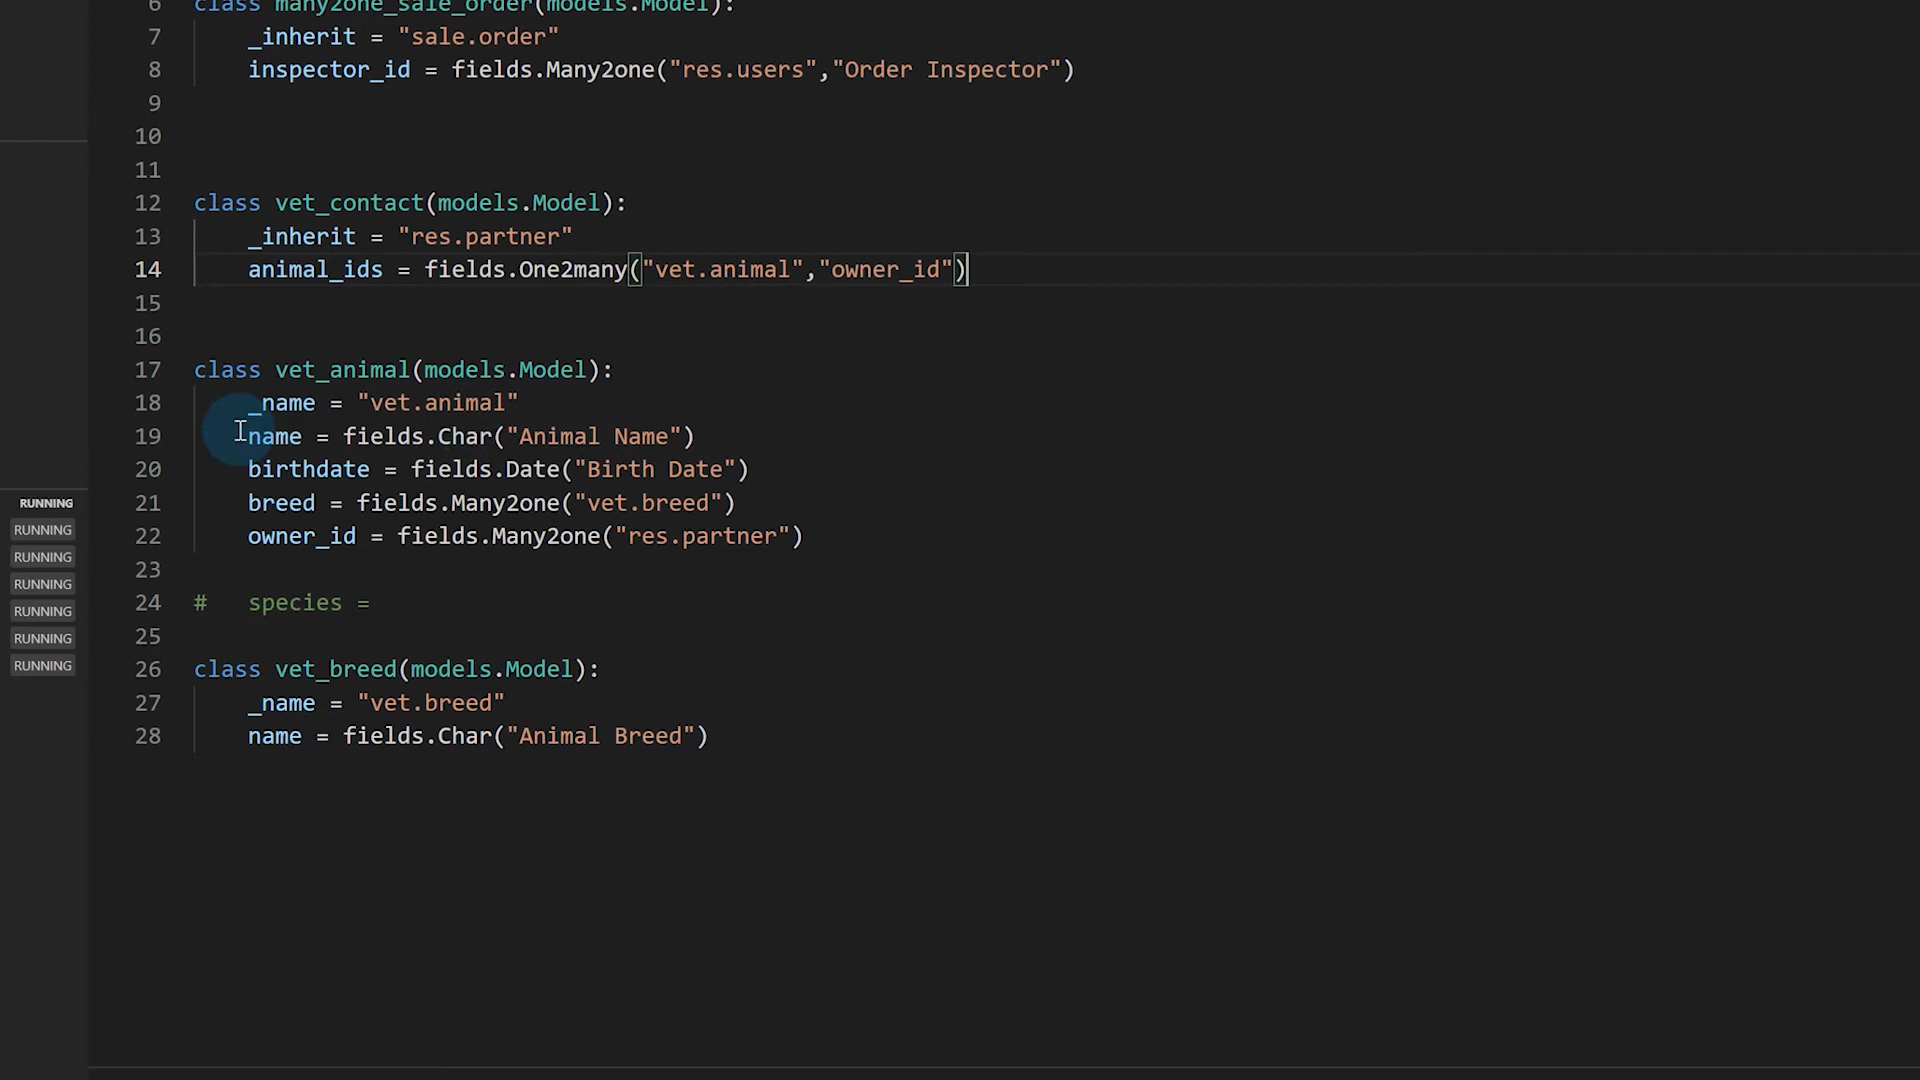 6 class many2one_sale_order(models.Model):
7 _inherit = "sale.order"
8 inspector_id = fields.Many2one("res.users","Order Inspector")
9
10
11
12 class vet_contact(models.Model):
13 _inherit = "res.partner"
14 animal_ids = fields.One2many("vet.animal","owner_id")
15
16
17 class vet_animal(models.Model):
18 _name = "vet.animal"
19 name = fields.Char("Animal Name")
20 birthdate = fields.Date("Birth Date")
21 breed = fields.Many2one("vet.breed")
22 owner_id = fields.Many2one("res.partner")
23
24 # species =
25
26 class vet_breed(models.Model):
27 _name = "vet.breed"
28 name = fields.Char("Animal Breed")
RUNNING
RUNNING
RUNNING
RUNNING
RUNNING
RUNNING
RUNNING